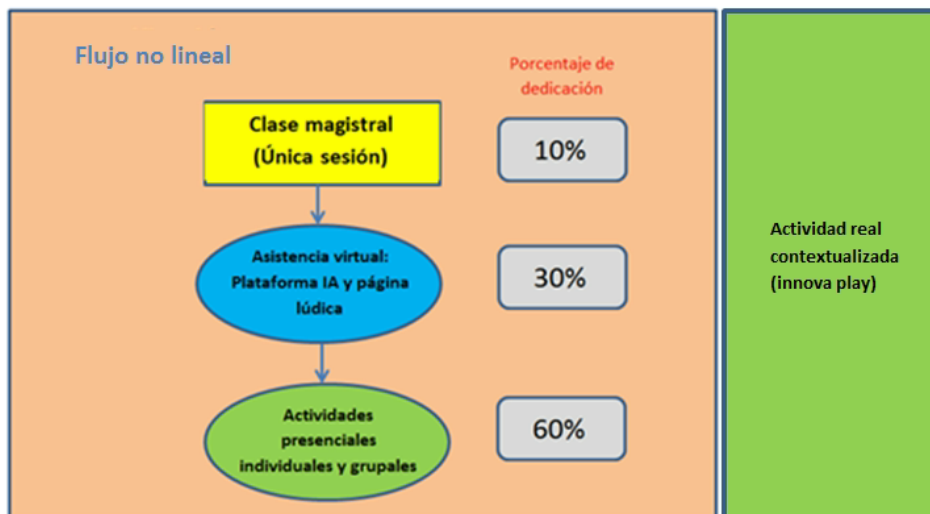 Flujo no lineal
Porcentaje de
dedicación
Clase magistral
(Única sesión)
10%
Asistencia virtual:
Plataforma IA y página
lúdica
30%
Actividades
presenciales
individuales y grupales
60%
Actividad real
contextualizada
(innova play)